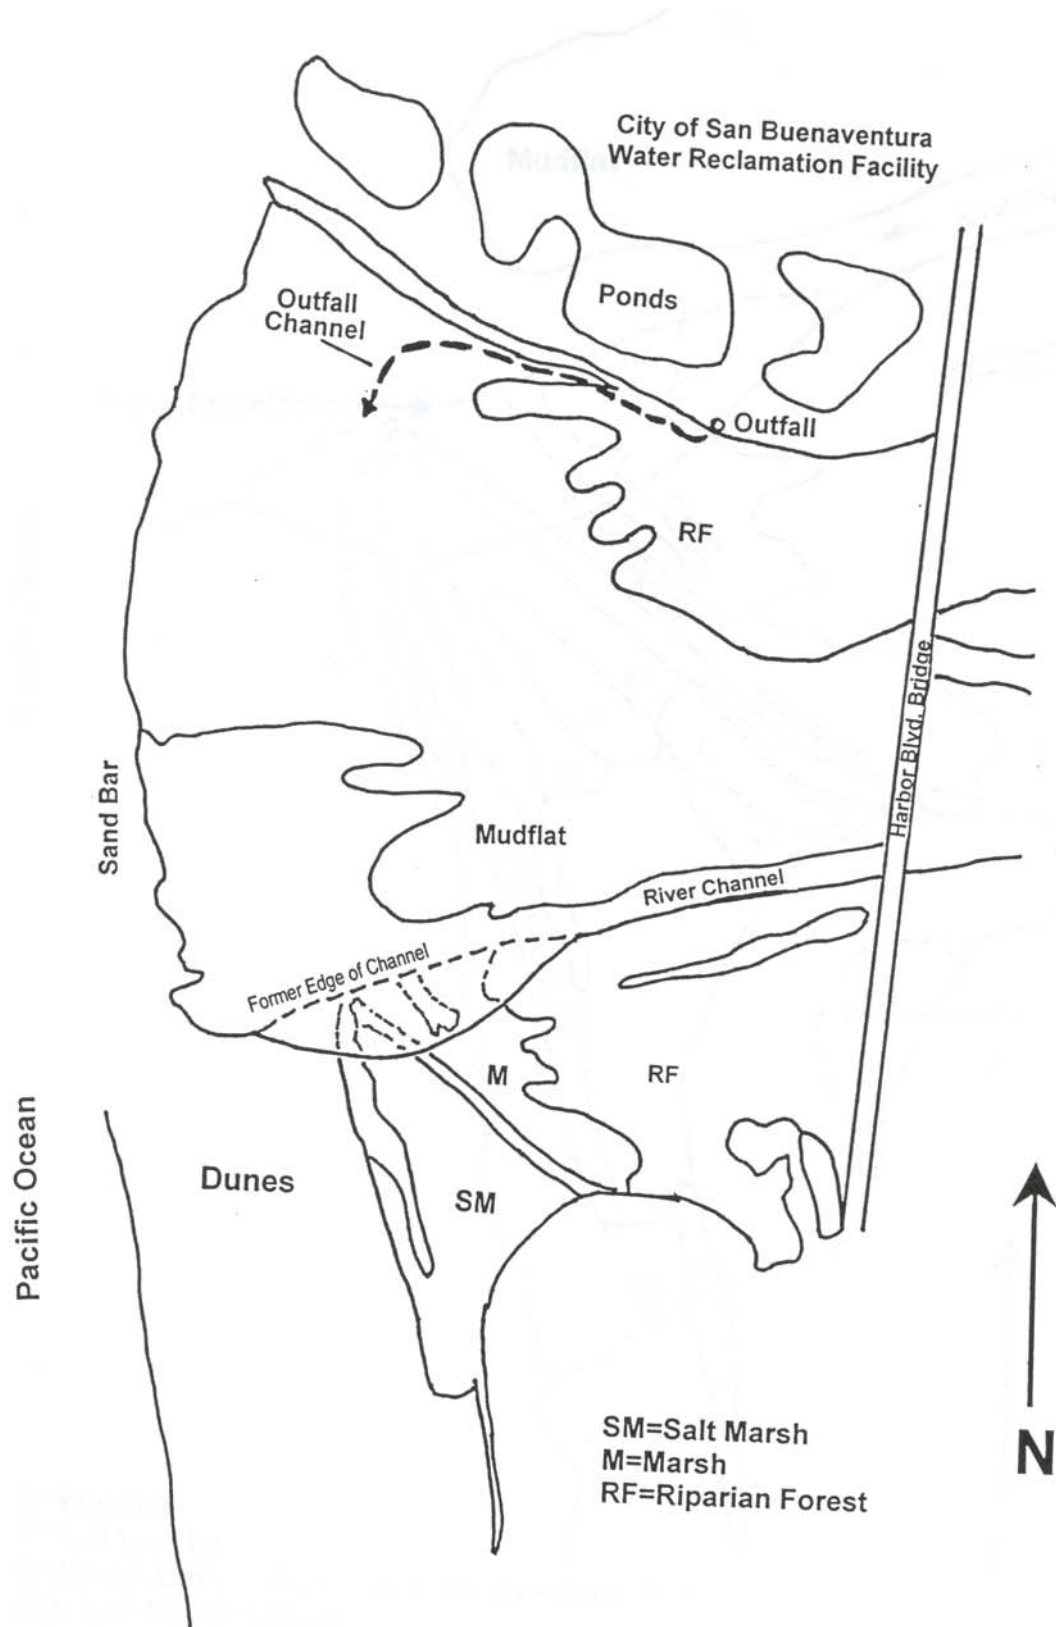 City of San Buenaventura
Water Reclamation Facility
Ponds
Outfall
Channel
Outfall
RF
Harbor Blvd. Bridge
Sand Bar
Mudflat
River Channel
Former Edge of Channel
M
RF
Pacific Ocean
Dunes
SM
SM=Salt Marsh
M=Marsh
RF=Riparian Forest
N